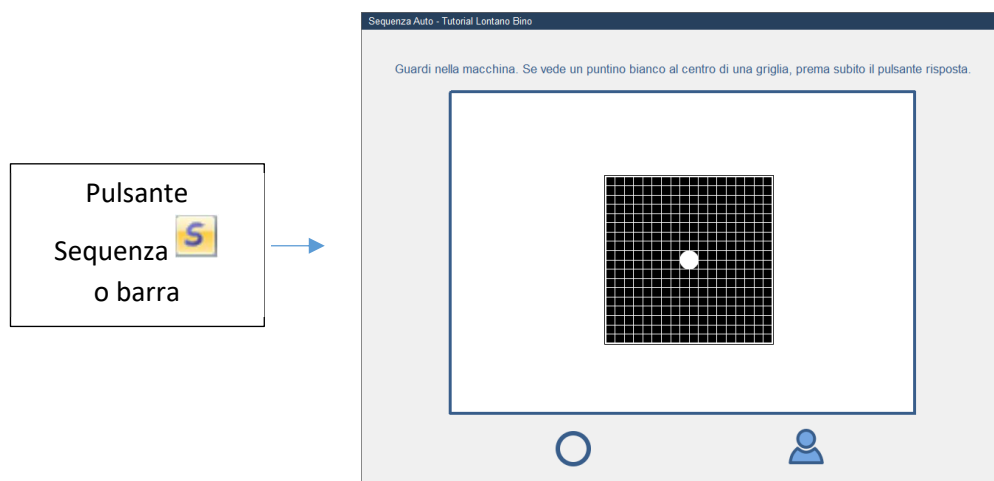 Sequenza Auto - Tutorial Lontano Bino
Guardi nella macchina. Se vede un puntino bianco al centro di una griglia, prema subito il pulsante risposta.
Pulsante
Sequenza S
o barra